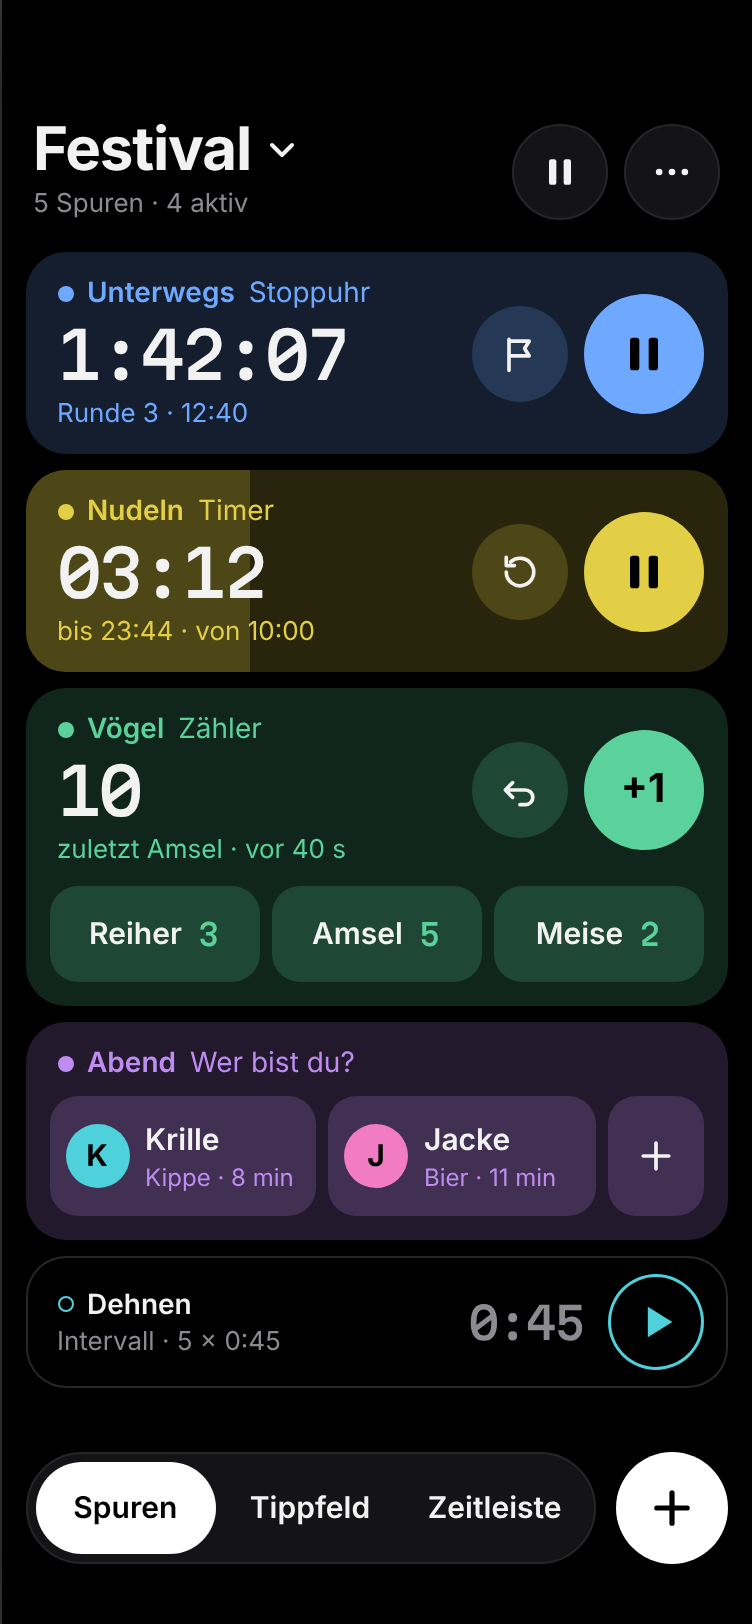 Festival
5 Spuren · 4 aktiv
Unterwegs Stoppuhr
1:42:07
Runde 3 · 12:40
Nudeln Timer
03:12
bis 23:44 · von 10:00
Vögel Zähler
10
+1
zuletzt Amsel · vor 40 s
Reiher 3 Amsel 5 Meise 2
Abend Wer bist du?
K Krille J Jacke
Kippe · 8 min Bier · 11 min
Dehnen
Intervall · 5 × 0:45
0:45
Spuren Tippfeld Zeitleiste